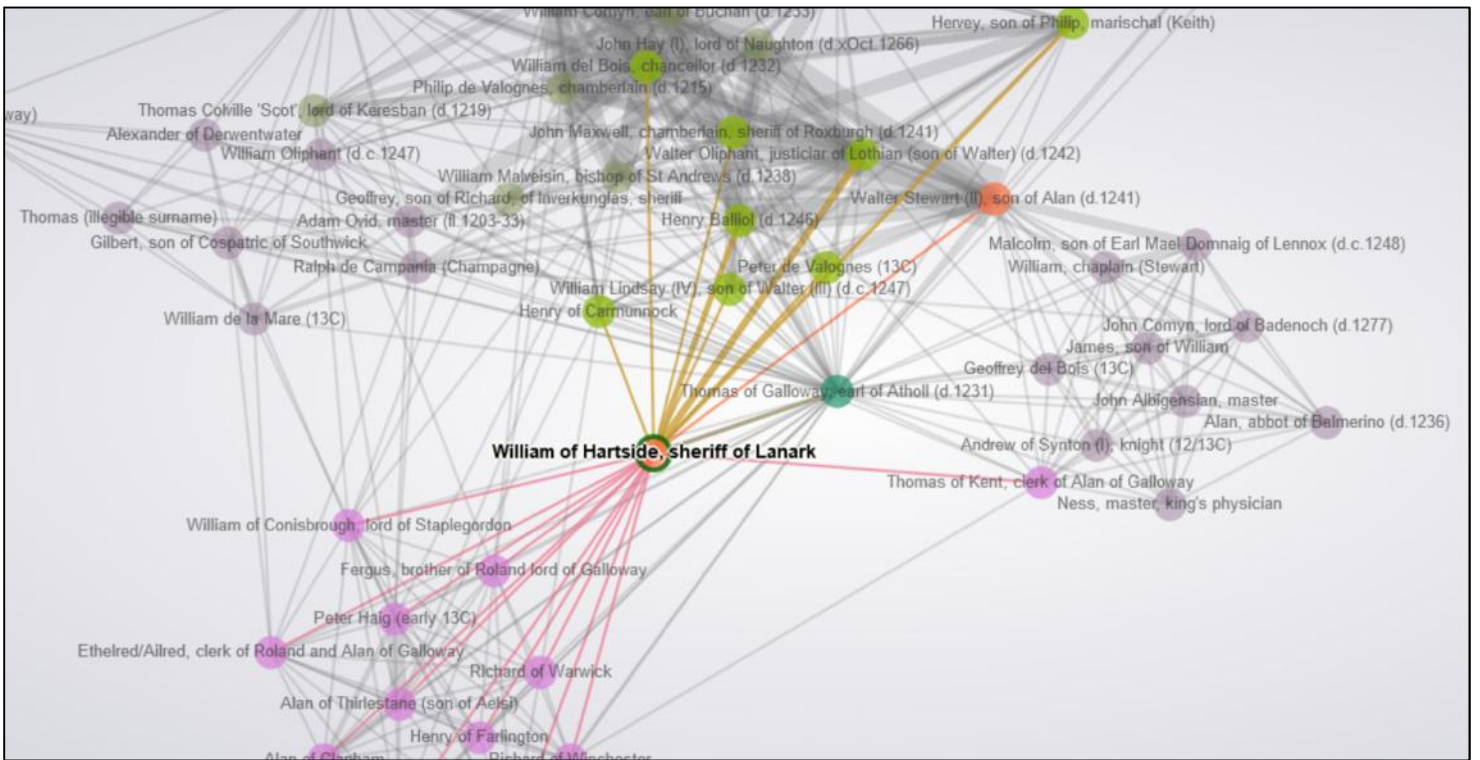 William Comyn, earl of Buchan (d.1233)
Hervey, son of Philip, marischal (Keith)
John Hay (I), lord of Naughton (d.xOct.1266)
William del Bois, chancellor (d.1232)
Philip de Valognes, chamberlain (d.1215)
Thomas Colville 'Scot', lord of Keresban (d.1219)
way)
Alexander of Derwentwater
John Maxwell, chamberlain, sheriff of Roxburgh (d.1241)
William Oliphant (d.c.1247)
Walter Oliphant, justiciar of Lothian (son of Walter) (d.1242)
William Malveisin, bishop of St Andrews (d.1238)
Geoffrey, son of Richard, of Inverkunglas, sheriff
Walter Stewart (II), son of Alan (d.1241)
Thomas (illegible surname)
Adam Ovid, master (fl.1203-33)
Henry Balliol (d.1246)
Gilbert, son of Cospatric of Southwick
Malcolm, son of Earl Mael Domnaig of Lennox (d.c.1248)
Ralph de Campania (Champagne)
Peter de Valognes (13C)
William, chaplain (Stewart)
William Lindsay (IV), son of Walter (III) (d.c.1247)
Henry of Carmunnock
William de la Mare (13C)
John Comyn, lord of Badenoch (d.1277)
James, son of William
Geoffrey del Bois (13C)
Thomas of Galloway, earl of Atholl (d.1231)
John Albigensian, master
Alan, abbot of Balmerino (d.1236)
Andrew of Synton (I), knight (12/13C)
William of Hartside, sheriff of Lanark
Thomas of Kent, clerk of Alan of Galloway
Ness, master, king's physician
William of Conisbrough, lord of Staplegordon
Fergus, brother of Roland lord of Galloway
Peter Haig (early 13C)
Ethelred/Ailred, clerk of Roland and Alan of Galloway
Richard of Warwick
Alan of Thirlestane (son of Aelsi)
Henry of Farlington
Alan of Clapham
Richard of Winchester